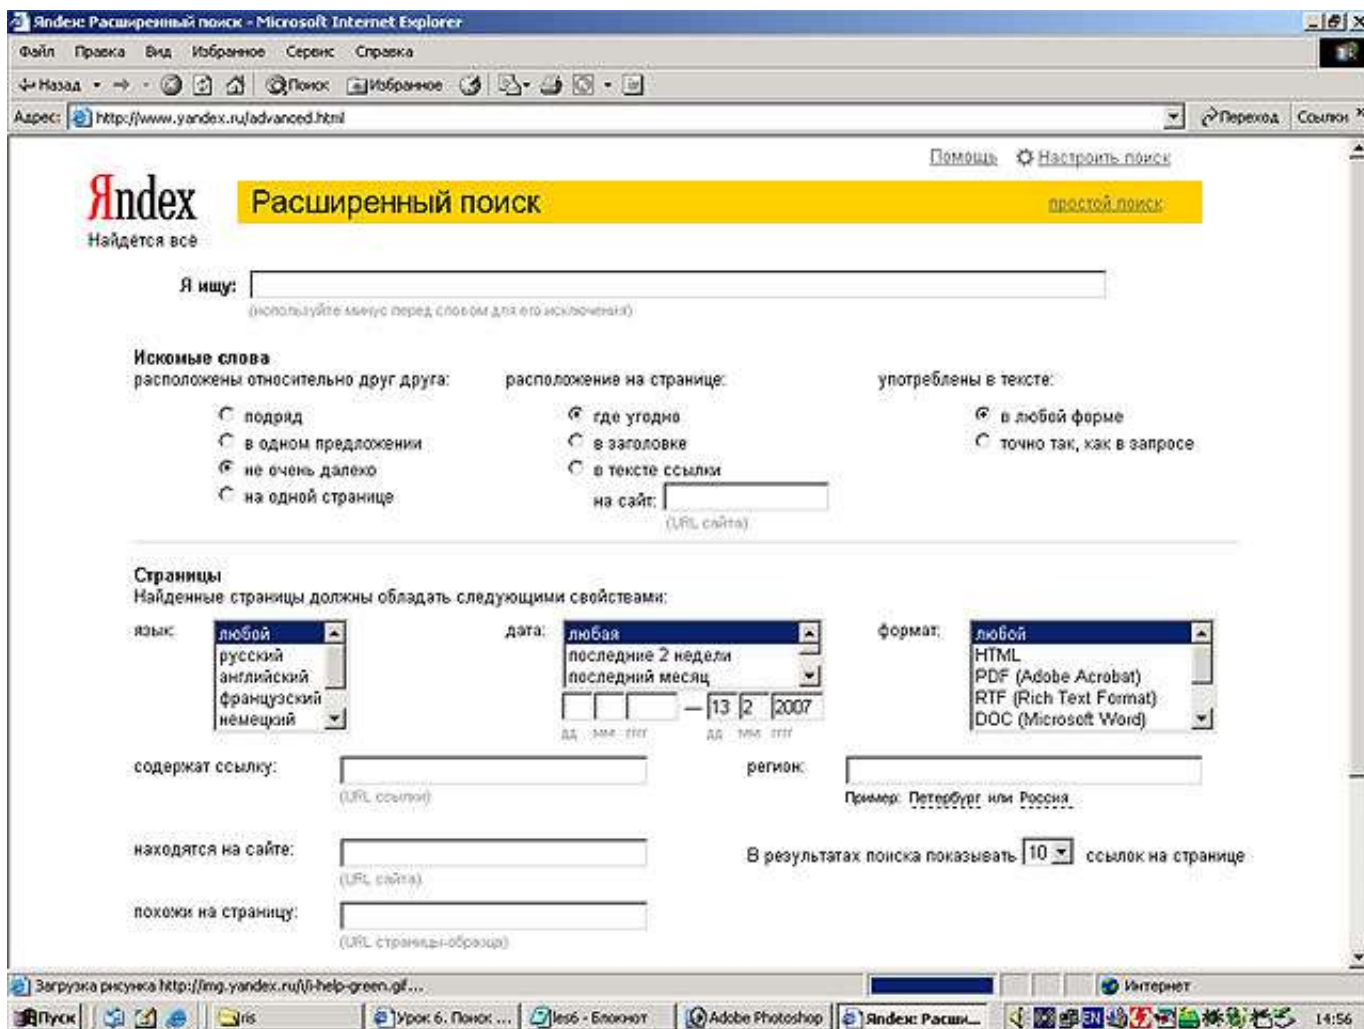 Яndex: Расширенный поиск - Microsoft Internet Explorer
Файл Правка Вид Избранное Сервис Справка
Назад Поиск Избранное
Адрес: http://www.yandex.ru/advanced.html Переход Ссылки
Помощь Настроить поиск
Яndex Расширенный поиск простой поиск
Найдётся всё
Я ищу:
(используйте минус перед словом для его исключения)
Искомые слова
расположены относительно друг друга: расположение на странице: употреблены в тексте:
подряд где угодно в любой форме
в одном предложении в заголовке точно так, как в запросе
не очень далеко в тексте ссылки
на одной странице на сайт:
(URL сайта)
Страницы
Найденные страницы должны обладать следующими свойствами:
язык: любой дата: любая формат: любой
русский последние 2 недели HTML
английский последний месяц PDF (Adobe Acrobat)
французский — 13 2 2007 RTF (Rich Text Format)
немецкий дд мм гггг дд мм гггг DOC (Microsoft Word)
содержат ссылку: регион:
(URL ссылки) Пример: Петербург или Россия
находятся на сайте: В результатах поиска показывать 10 ссылок на странице
(URL сайта)
похожи на страницу:
(URL страницы-образца)
Загрузка рисунка http://img.yandex.ru/i/i-help-green.gif... Интернет
Пуск iris Урок 6. Поиск ... les6 - Блокнот Adobe Photoshop Яndex: Расши... EN 14:56